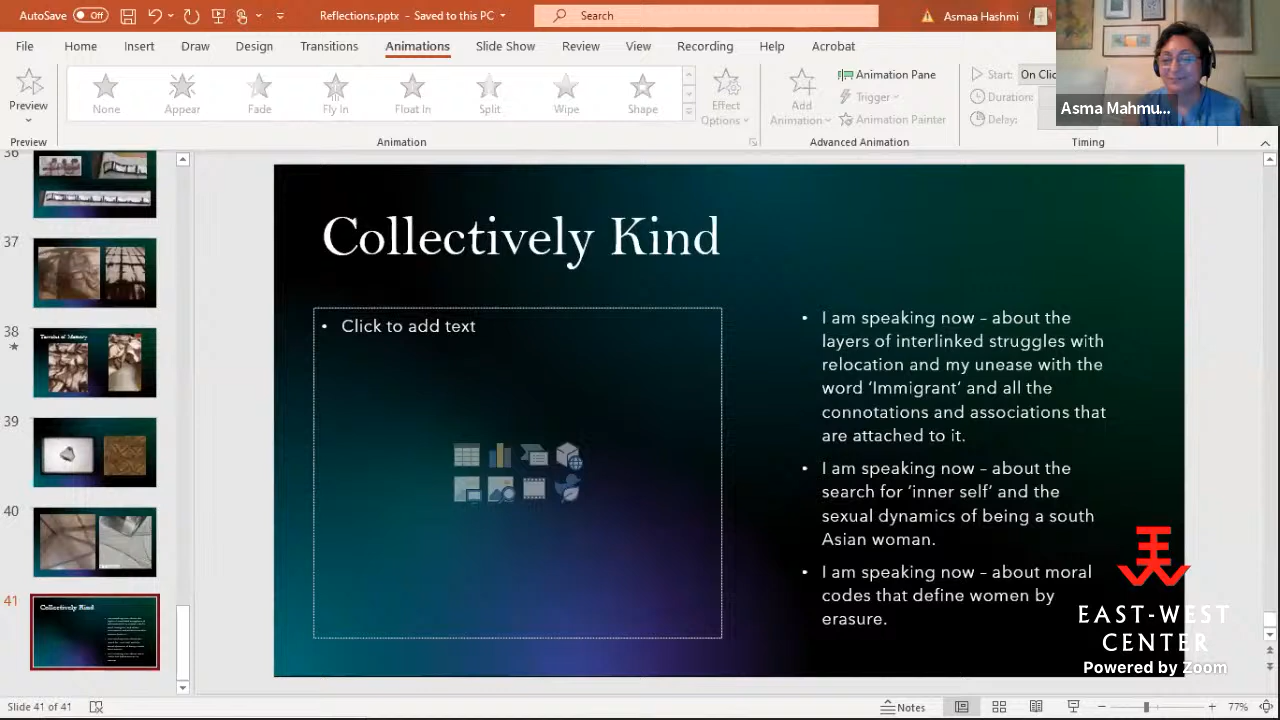 AutoSave Off
Reflections.pptx - Saved to this PC
Search
Asmaa Hashmi
File Home Insert Draw Design Transitions Animations Slide Show Review View Recording Help Acrobat
Preview
None Appear Fade Fly In Float In Split Wipe Shape
Effect
Options
Add
Animation
Animation Pane
Trigger
Animation Painter
Start: On Clic
Duration:
Delay:
Animation
Advanced Animation
Timing
Asma Mahmu...
36
37
38
Terrains of Memory
39
40
41
Collectively Kind
Collectively Kind
• Click to add text
• I am speaking now – about the
layers of interlinked struggles with
relocation and my unease with the
word ‘Immigrant‘ and all the
connotations and associations that
are attached to it.
• I am speaking now – about the
search for ‘inner self’ and the
sexual dynamics of being a south
Asian woman.
• I am speaking now – about moral
codes that define women by
erasure.
EAST-WEST
CENTER
Powered by Zoom
Slide 41 of 41
Notes
77%